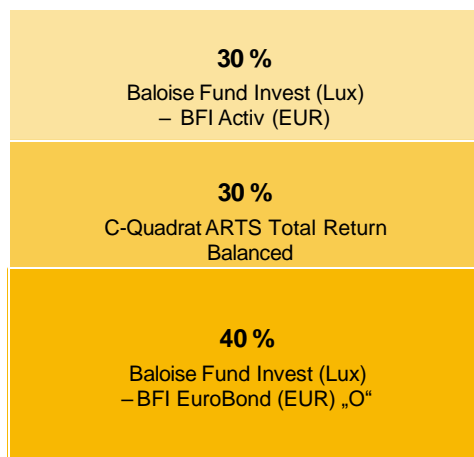 30 %
Baloise Fund Invest (Lux)
– BFI Activ (EUR)
30 %
C-Quadrat ARTS Total Return
Balanced
40 %
Baloise Fund Invest (Lux)
– BFI EuroBond (EUR) „O“